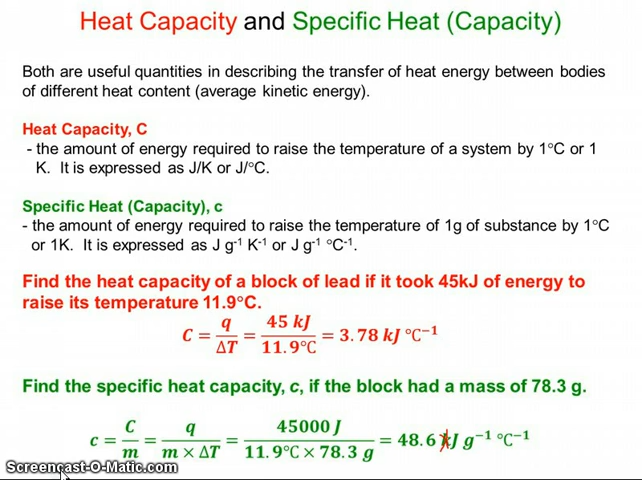 Heat Capacity and Specific Heat (Capacity)
Both are useful quantities in describing the transfer of heat energy between bodies
of different heat content (average kinetic energy).
Heat Capacity, C
- the amount of energy required to raise the temperature of a system by 1°C or 1
K. It is expressed as J/K or J/°C.
Specific Heat (Capacity), c
- the amount of energy required to raise the temperature of 1g of substance by 1°C
or 1K. It is expressed as J g⁻¹ K⁻¹ or J g⁻¹ °C⁻¹.
Find the heat capacity of a block of lead if it took 45kJ of energy to
raise its temperature 11.9°C.
C = q/ΔT = 45 kJ/11.9°C = 3.78 kJ °C⁻¹
Find the specific heat capacity, c, if the block had a mass of 78.3 g.
c = C/m = q/(m × ΔT) = 45000 J/(11.9°C × 78.3 g) = 48.6 kJ g⁻¹ °C⁻¹
Screencast-O-Matic.com